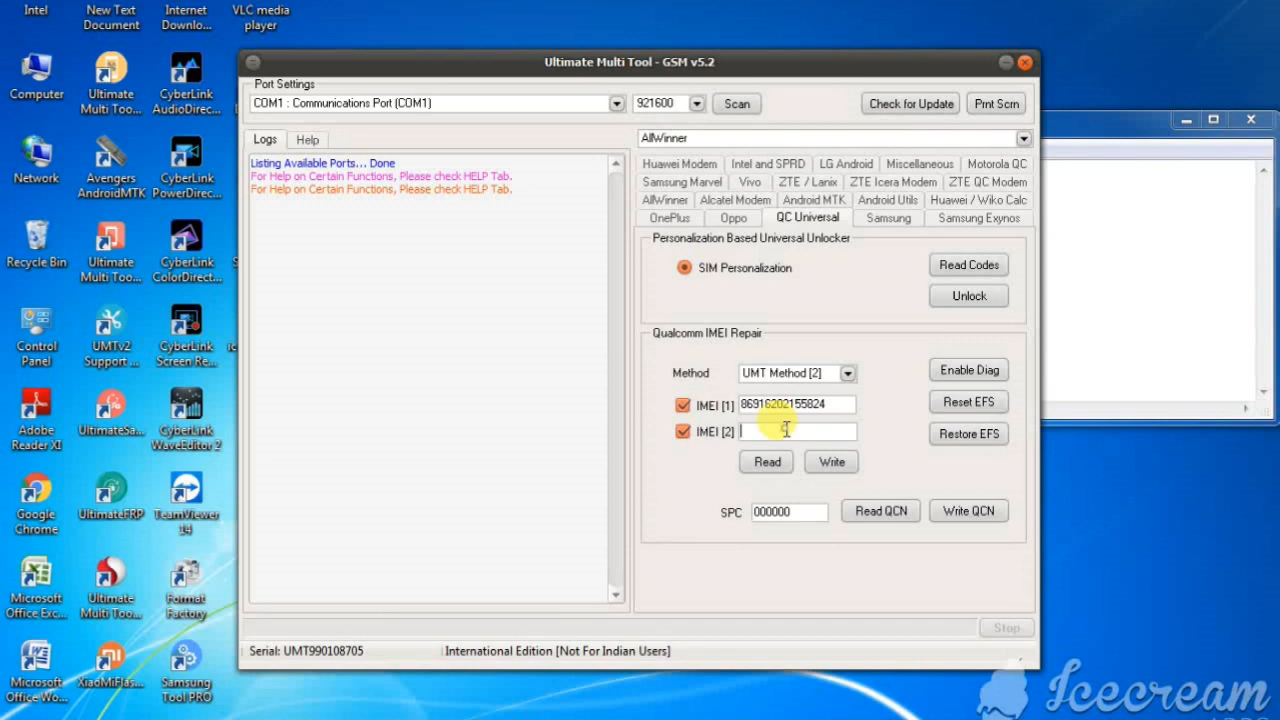 Intel
New Text
Document
Internet
Downlo...
VLC media
player
Computer
Ultimate
Multi Too...
CyberLink
AudioDirec...
Network
Avengers
AndroidMTK
CyberLink
PowerDirec...
Recycle Bin
Ultimate
Multi Too...
CyberLink
ColorDirect...
Control
Panel
UMTv2
Support ...
CyberLink
Screen Re...
Adobe
Reader XI
UltimateSa...
CyberLink
WaveEditor 2
Google
Chrome
UltimateFRP
TeamViewer
14
Microsoft
Office Exc...
Ultimate
Multi Too...
Format
Factory
Microsoft
Office Wo...
XiaoMiFlas...
Samsung
Tool PRO
Ultimate Multi Tool - GSM v5.2
Port Settings
COM1 : Communications Port (COM1)
921600
Scan
Check for Update
Prnt Scrn
Logs
Help
Listing Available Ports... Done
For Help on Certain Functions, Please check HELP Tab.
For Help on Certain Functions, Please check HELP Tab.
AllWinner
Huawei Modem
Intel and SPRD
LG Android
Miscellaneous
Motorola QC
Samsung Marvel
Vivo
ZTE / Lanix
ZTE Icera Modem
ZTE QC Modem
AllWinner
Alcatel Modem
Android MTK
Android Utils
Huawei / Wiko Calc
OnePlus
Oppo
QC Universal
Samsung
Samsung Exynos
Personalization Based Universal Unlocker
SIM Personalization
Read Codes
Unlock
Qualcomm IMEI Repair
Method
UMT Method [2]
Enable Diag
IMEI [1]
86916202155824
Reset EFS
IMEI [2]
Restore EFS
Read
Write
SPC
000000
Read QCN
Write QCN
Stop
Serial: UMT990108705
International Edition [Not For Indian Users]
Icecream
APPS